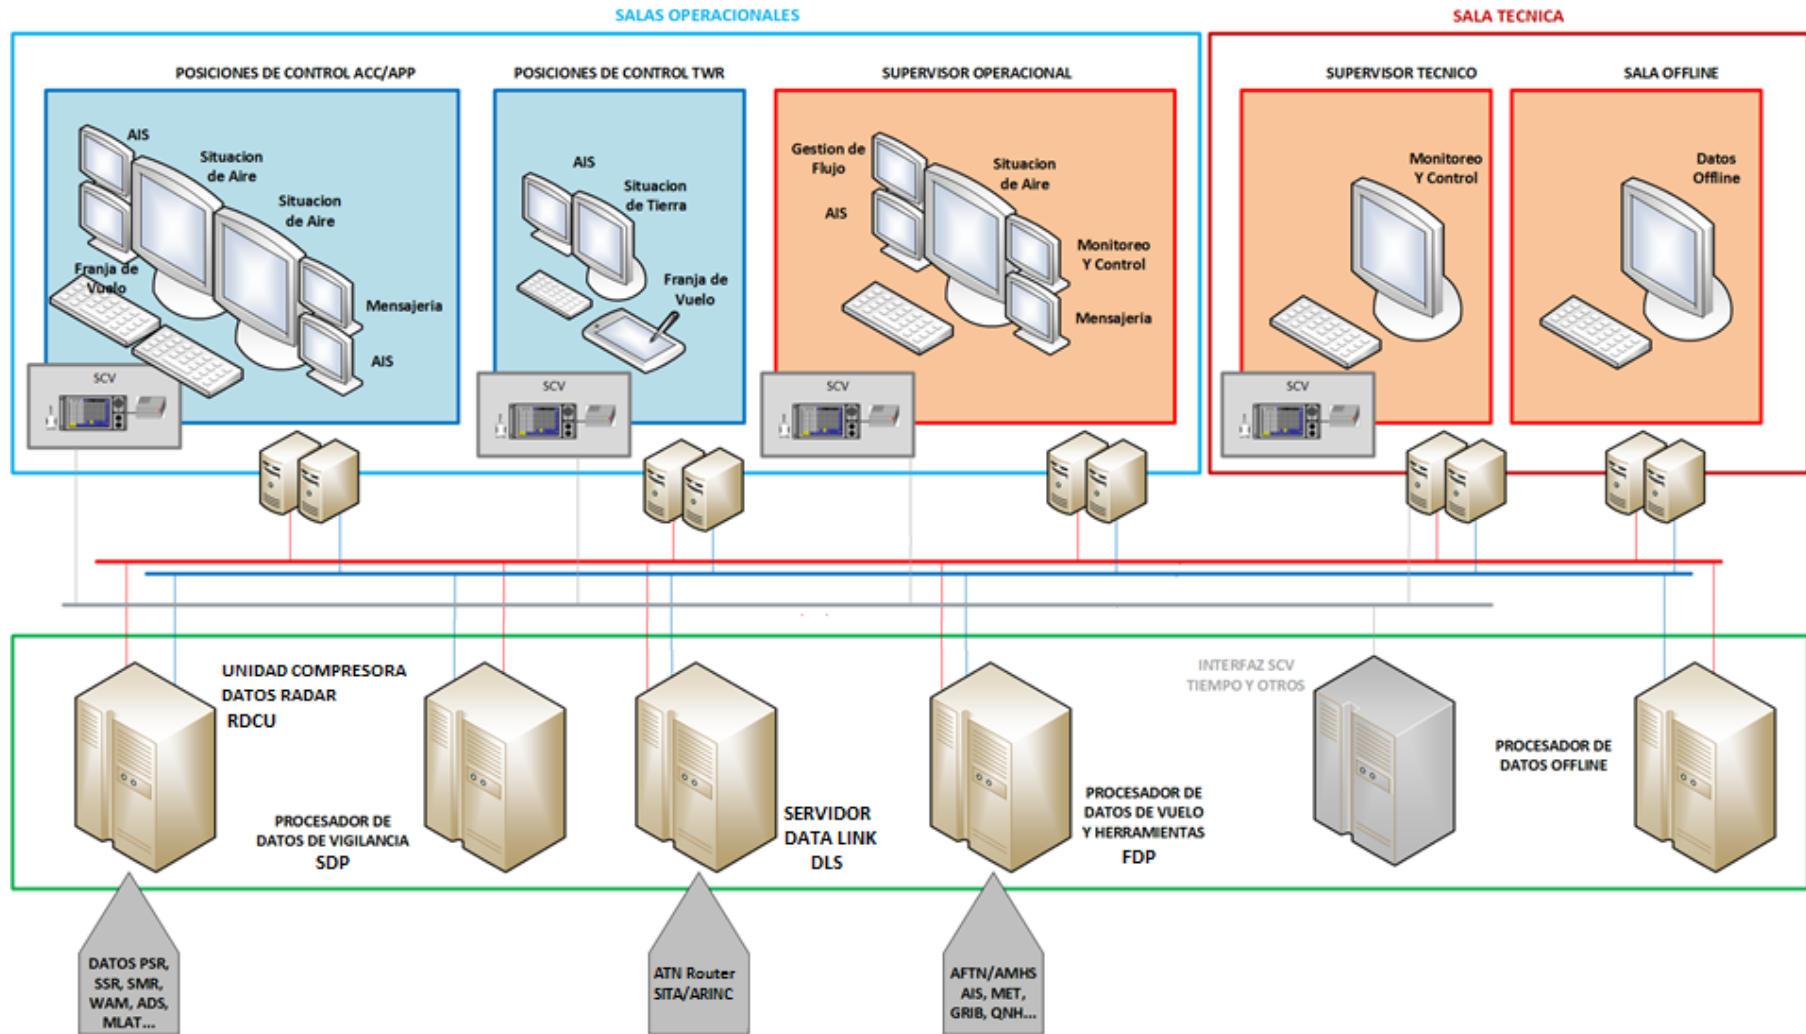 SALAS OPERACIONALES
SALA TECNICA
POSICIONES DE CONTROL ACC/APP
POSICIONES DE CONTROL TWR
SUPERVISOR OPERACIONAL
SUPERVISOR TECNICO
SALA OFFLINE
AIS
Situacion
de Aire
Situacion
de Aire
Franja de
Vuelo
Mensajeria
AIS
SCV
AIS
Situacion
de Tierra
Franja de
Vuelo
SCV
Gestion de
Flujo
AIS
Situacion
de Aire
Monitoreo
Y Control
Mensajeria
SCV
Monitoreo
Y Control
SCV
Datos
Offline
UNIDAD COMPRESORA
DATOS RADAR
RDCU
PROCESADOR DE
DATOS DE VIGILANCIA
SDP
SERVIDOR
DATA LINK
DLS
PROCESADOR DE
DATOS DE VUELO
Y HERRAMIENTAS
FDP
INTERFAZ SCV
TIEMPO Y OTROS
PROCESADOR DE
DATOS OFFLINE
DATOS PSR,
SSR, SMR,
WAM, ADS,
MLAT...
ATN Router
SITA/ARINC
AFTN/AMHS
AIS, MET,
GRIB, QNH...